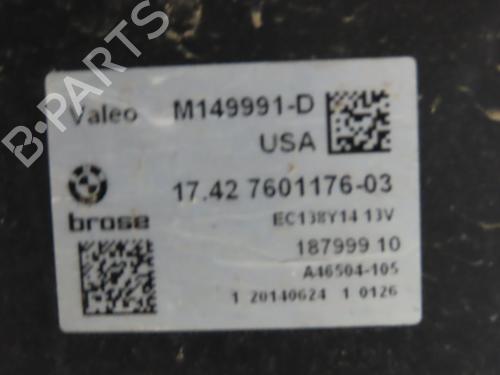 B-PARTS
Valeo M149991-D
USA
17.42 7601176-03
brose EC138Y14 13V
187999 10
A46504-105
1 20140624 1 0126